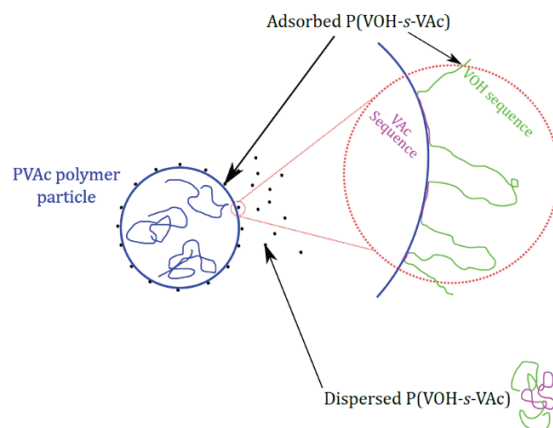 Adsorbed P(VOH-s-VAc)
VOH sequence
VAc
Sequence
PVAc polymer
particle
Dispersed P(VOH-s-VAc)